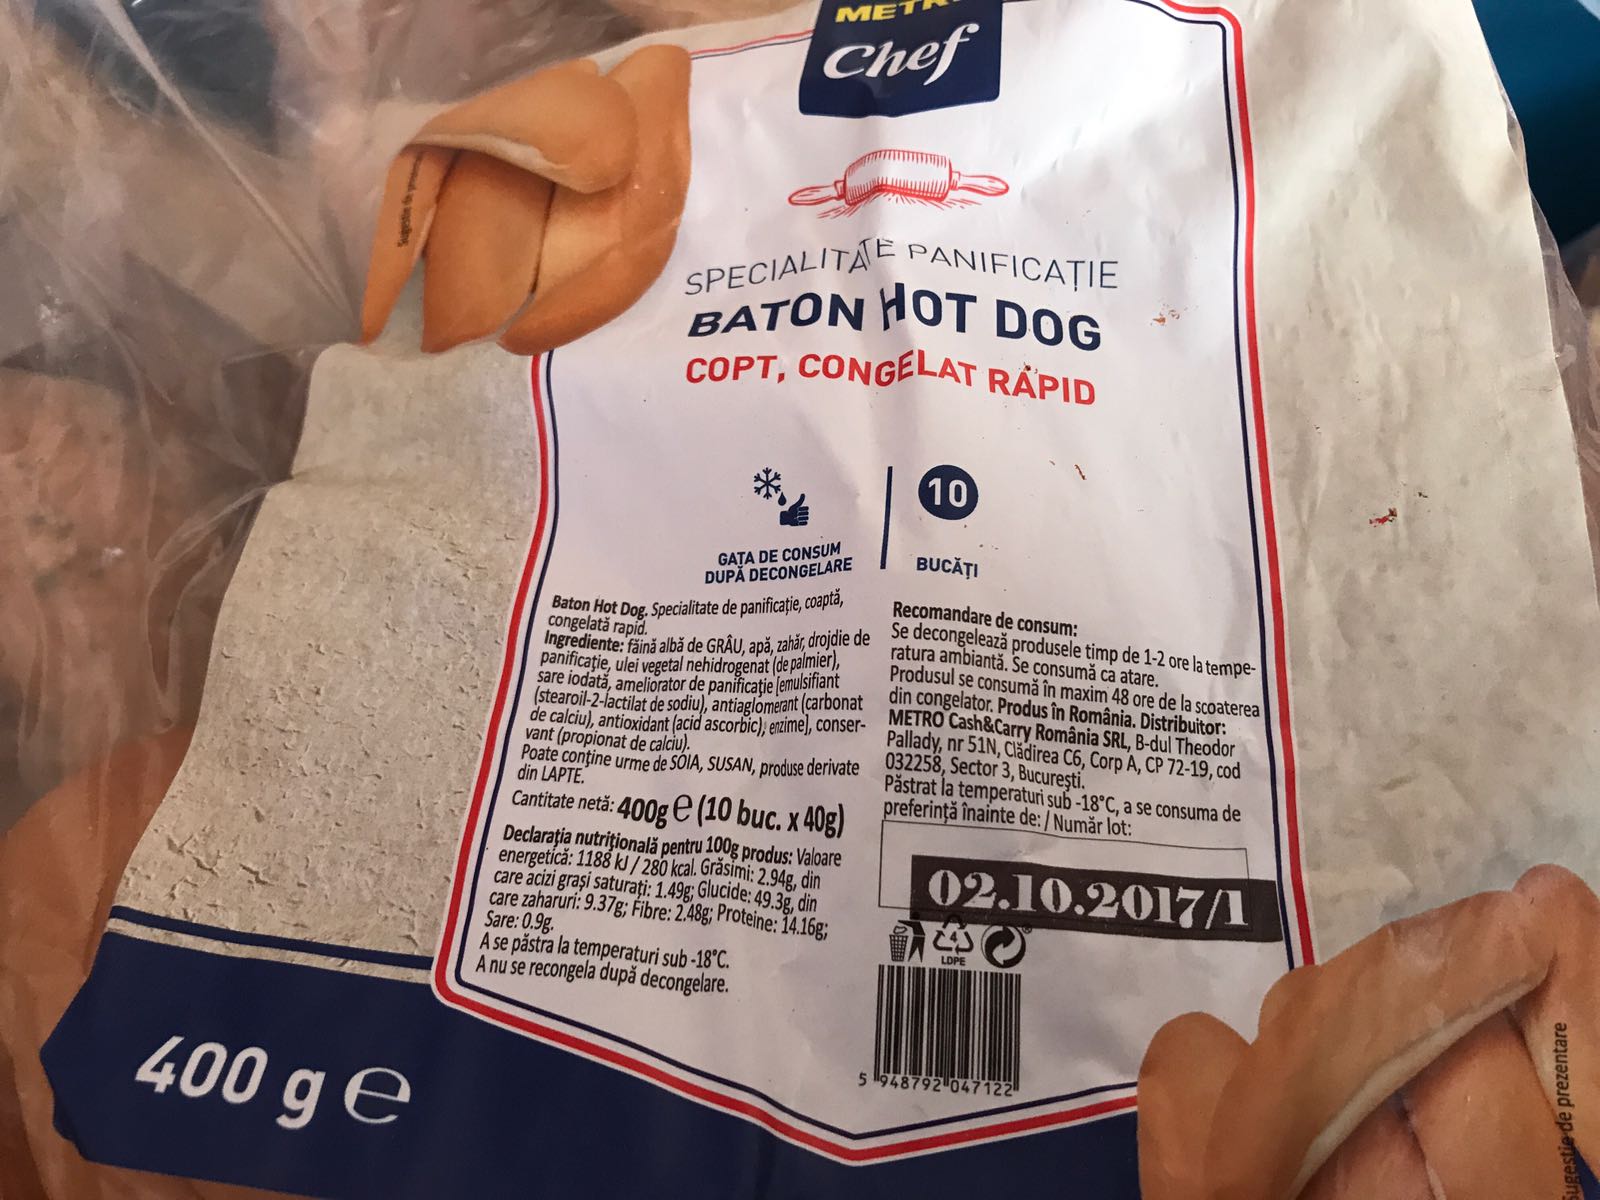 Chef
Sugestie de
SPECIALITATE PANIFICAȚIE
BATON HOT DOG
COPT, CONGELAT RAPID
GATA DE CONSUM
DUPĂ DECONGELARE
10
BUCĂȚI
Baton Hot Dog. Specialitate de panificație, coaptă,
congelată rapid.
Ingrediente: făină albă de GRÂU, apă, zahăr, drojdie de
panificație, ulei vegetal nehidrogenat (de palmier),
sare iodată, ameliorator de panificație [emulsifiant
(stearoil-2-lactilat de sodiu), antiaglomerant (carbonat
de calciu), antioxidant (acid ascorbic); enzime], conser-
vant (propionat de calciu).
Poate conține urme de SOIA, SUSAN, produse derivate
din LAPTE.
Cantitate netă: 400g ℮ (10 buc. x 40g)
Declarația nutrițională pentru 100g produs: Valoare
energetică: 1188 kJ / 280 kcal. Grăsimi: 2.94g, din
care acizi grași saturați: 1.49g; Glucide: 49.3g, din
care zaharuri: 9.37g; Fibre: 2.48g; Proteine: 14.16g;
Sare: 0.9g.
A se păstra la temperaturi sub -18°C.
A nu se recongela după decongelare.
Recomandare de consum:
Se decongelează produsele timp de 1-2 ore la tempe-
ratura ambiantă. Se consumă ca atare.
Produsul se consumă în maxim 48 ore de la scoaterea
din congelator. Produs în România. Distribuitor:
METRO Cash&Carry România SRL, B-dul Theodor
Pallady, nr 51N, Clădirea C6, Corp A, CP 72-19, cod
032258, Sector 3, București.
Păstrat la temperaturi sub -18°C, a se consuma de
preferință înainte de: / Număr lot:
02.10.2017/1
4
LDPE
5 948792 047122
400 g ℮
Sugestie de prezentare